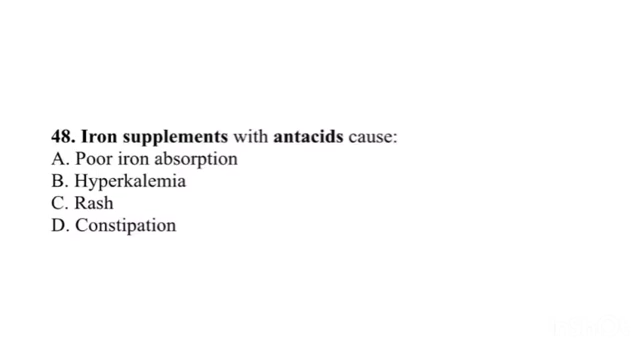 48. Iron supplements with antacids cause:
A. Poor iron absorption
B. Hyperkalemia
C. Rash
D. Constipation